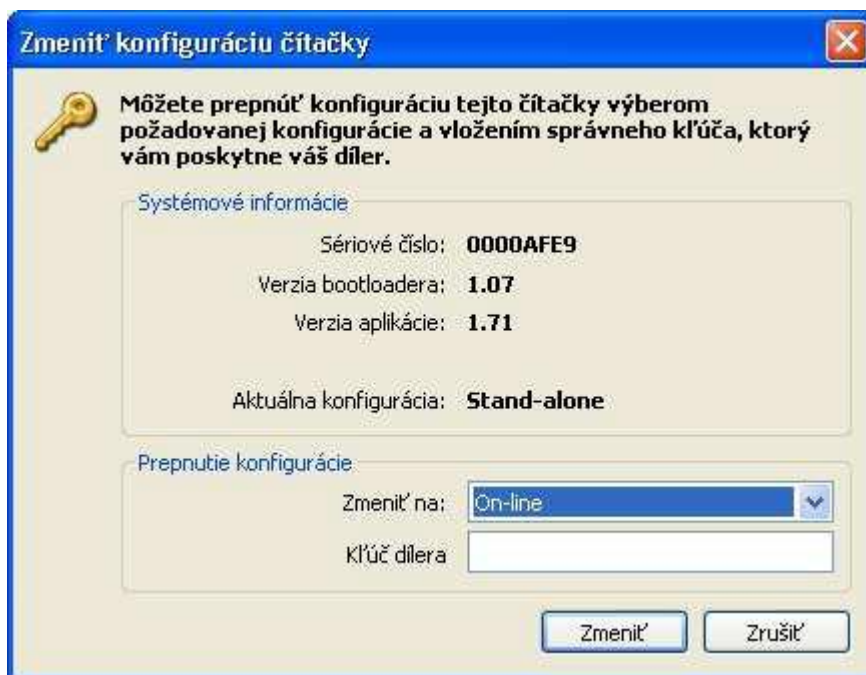 Zmeniť konfiguráciu čítačky
Môžete prepnúť konfiguráciu tejto čítačky výberom
požadovanej konfigurácie a vložením správneho kľúča, ktorý
vám poskytne váš díler.
Systémové informácie
Sériové číslo: 0000AFE9
Verzia bootloadera: 1.07
Verzia aplikácie: 1.71
Aktuálna konfigurácia: Stand-alone
Prepnutie konfigurácie
Zmeniť na: On-line
Kľúč dílera
Zmeniť Zrušiť